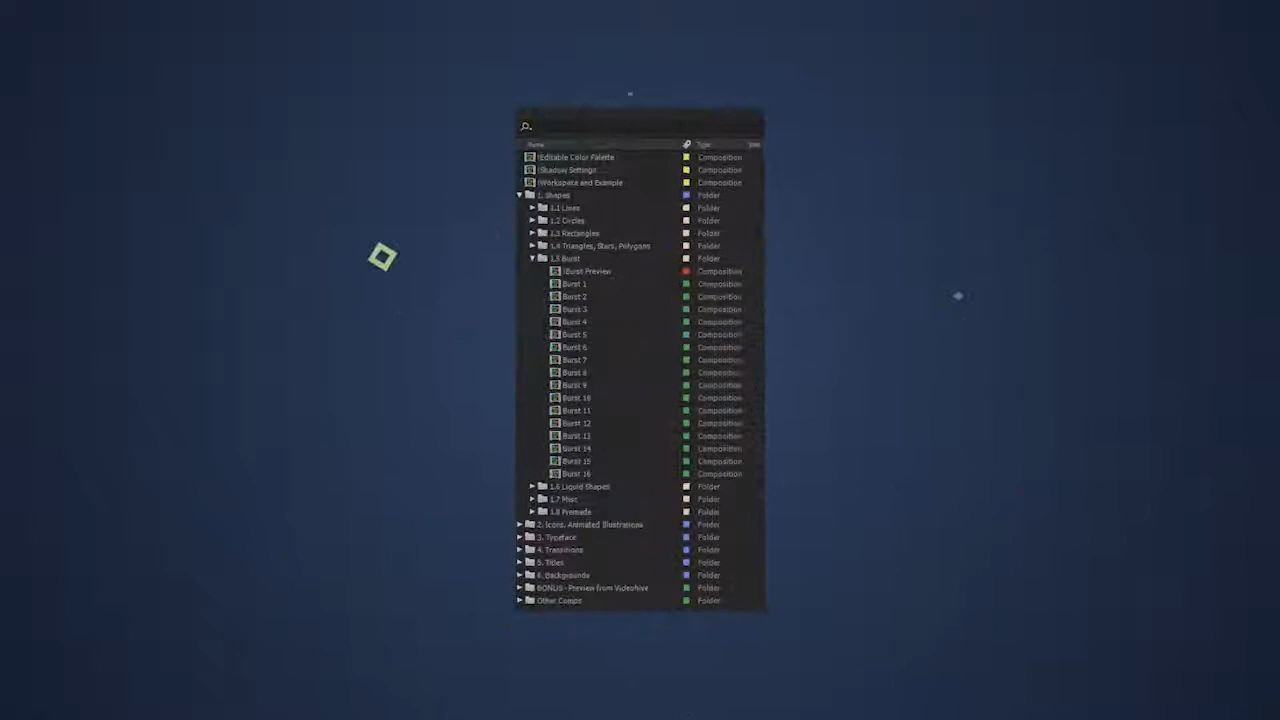 Name Type Size
!Editable Color Palette Composition
!Shadow Settings Composition
!Workspace and Example Composition
1. Shapes Folder
1.1 Lines Folder
1.2 Circles Folder
1.3 Rectangles Folder
1.4 Triangles, Stars, Polygons Folder
1.5 Burst Folder
!Burst Preview Composition
Burst 1 Composition
Burst 2 Composition
Burst 3 Composition
Burst 4 Composition
Burst 5 Composition
Burst 6 Composition
Burst 7 Composition
Burst 8 Composition
Burst 9 Composition
Burst 10 Composition
Burst 11 Composition
Burst 12 Composition
Burst 13 Composition
Burst 14 Composition
Burst 15 Composition
Burst 16 Composition
1.6 Liquid Shapes Folder
1.7 Misc Folder
1.8 Premade Folder
2. Icons, Animated Illustrations Folder
3. Typeface Folder
4. Transitions Folder
5. Titles Folder
6. Backgrounds Folder
BONUS - Preview from Videohive Folder
Other Comps Folder